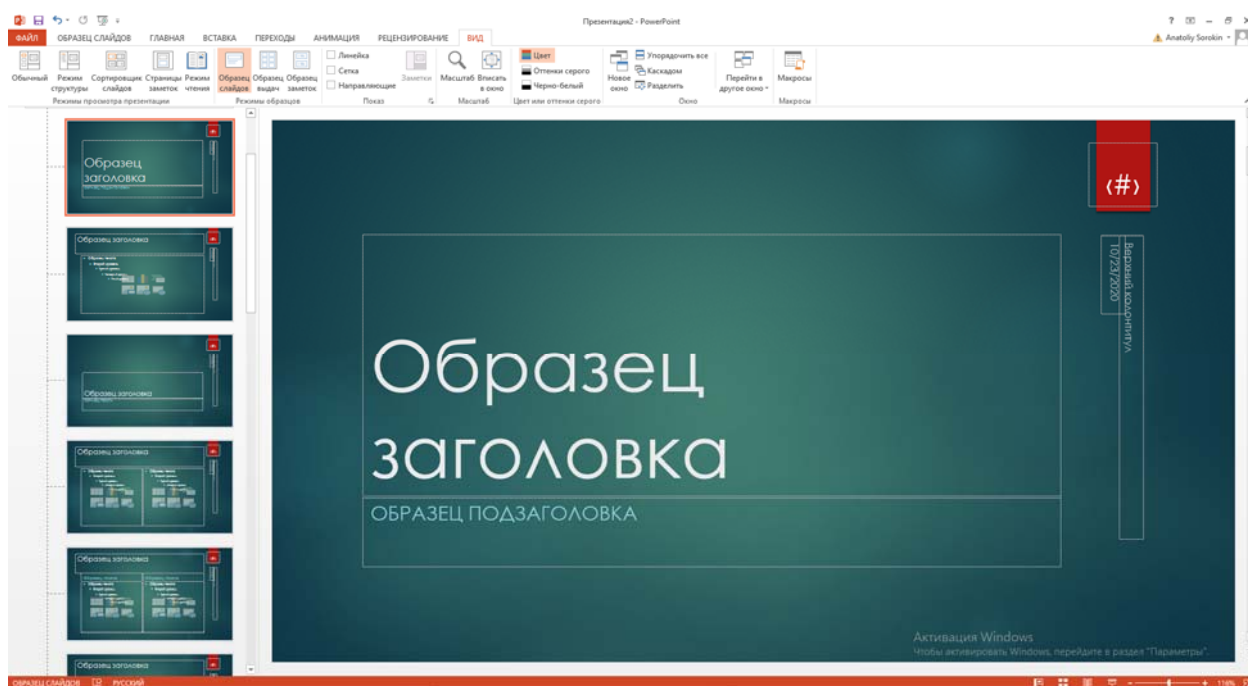 Презентация2 - PowerPoint
ФАЙЛ ОБРАЗЕЦ СЛАЙДОВ ГЛАВНАЯ ВСТАВКА ПЕРЕХОДЫ АНИМАЦИЯ РЕЦЕНЗИРОВАНИЕ ВИД
Anatoliy Sorokin
Обычный Режим структуры Сортировщик слайдов Страницы заметок Режим чтения
Режимы просмотра презентации
Образец слайдов Образец выдач Образец заметок
Режимы образцов
Линейка
Сетка
Направляющие
Заметки
Показ
Масштаб Вписать в окно
Масштаб
Цвет
Оттенки серого
Черно-белый
Цвет или оттенки серого
Новое окно
Упорядочить все
Каскадом
Разделить
Перейти в другое окно
Окно
Макросы
Макросы
Образец
заголовка
Образец заголовка
Образец заголовка
Образец заголовка
Образец заголовка
Образец заголовка
‹#›
Верхний колонтитул
10/23/2020
Образец
заголовка
ОБРАЗЕЦ ПОДЗАГОЛОВКА
Активация Windows
Чтобы активировать Windows, перейдите в раздел "Параметры".
ОБРАЗЕЦ СЛАЙДОВ РУССКИЙ
116%